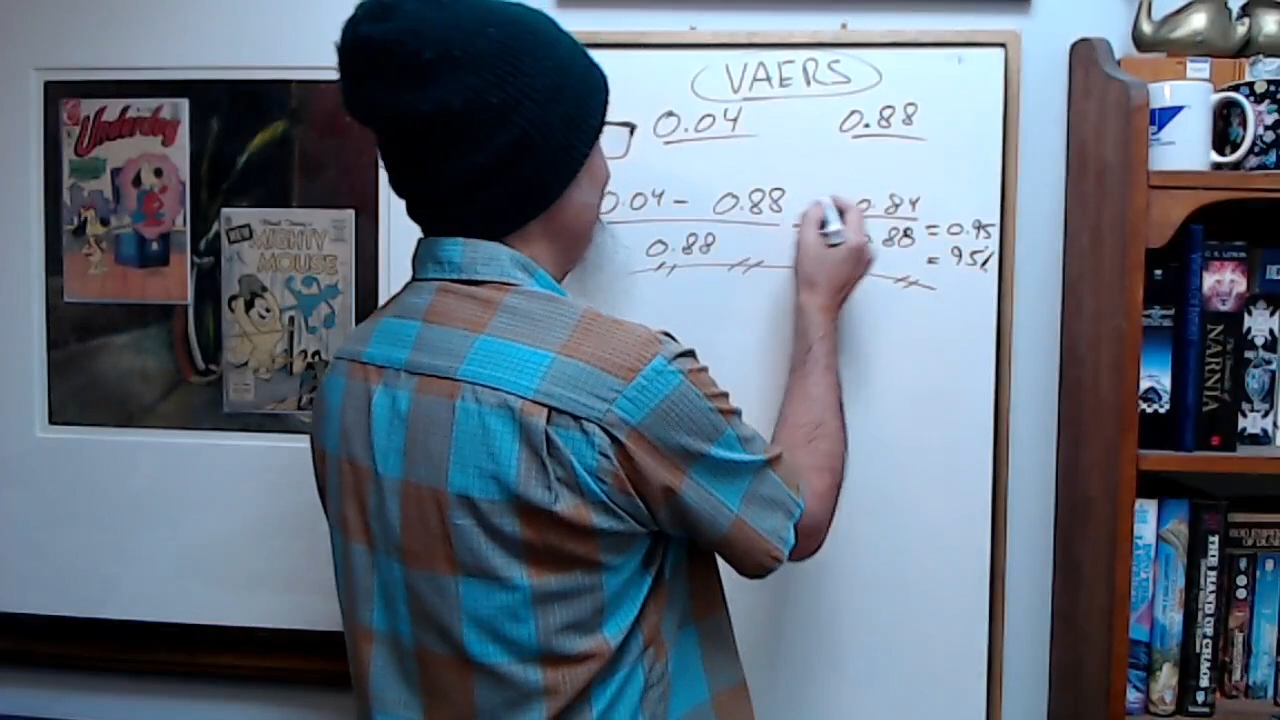 VAERS
0.04 0.88
0.04 - 0.88 0.84
0.88 .88 = 0.95
= 95%
Underdog
NEW
MIGHTY
MOUSE
NARNIA
THE HAND OF CHAOS